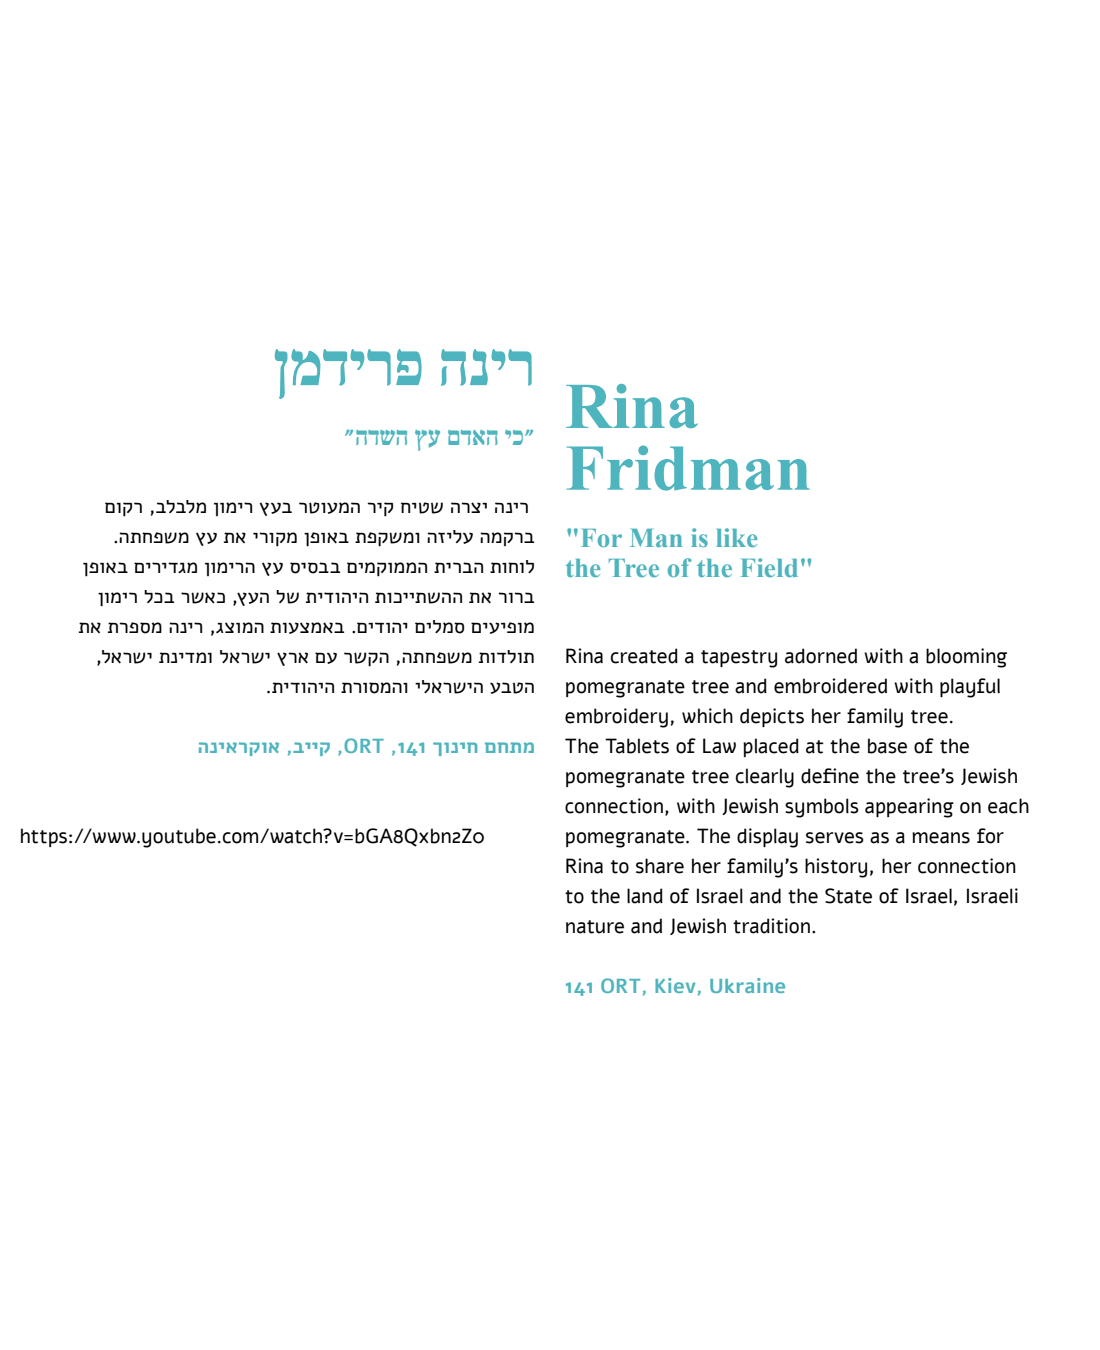 רינה פרידמן
"כי האדם עץ השדה"
רינה יצרה שטיח קיר המעוטר בעץ רימון מלבלב, רקום
ברקמה עליזה ומשקפת באופן מקורי את עץ משפחתה.
לוחות הברית הממוקמים בבסיס עץ הרימון מגדירים באופן
ברור את ההשתייכות היהודית של העץ, כאשר בכל רימון
מופיעים סמלים יהודים. באמצעות המוצג, רינה מספרת את
תולדות משפחתה, הקשר עם ארץ ישראל ומדינת ישראל,
הטבע הישראלי והמסורת היהודית.
מתחם חינוך 141, ORT, קייב, אוקראינה
https://www.youtube.com/watch?v=bGA8Qxbn2Z0
Rina
Fridman
"For Man is like
the Tree of the Field"
Rina created a tapestry adorned with a blooming
pomegranate tree and embroidered with playful
embroidery, which depicts her family tree.
The Tablets of Law placed at the base of the
pomegranate tree clearly define the tree's Jewish
connection, with Jewish symbols appearing on each
pomegranate. The display serves as a means for
Rina to share her family's history, her connection
to the land of Israel and the State of Israel, Israeli
nature and Jewish tradition.
141 ORT, Kiev, Ukraine